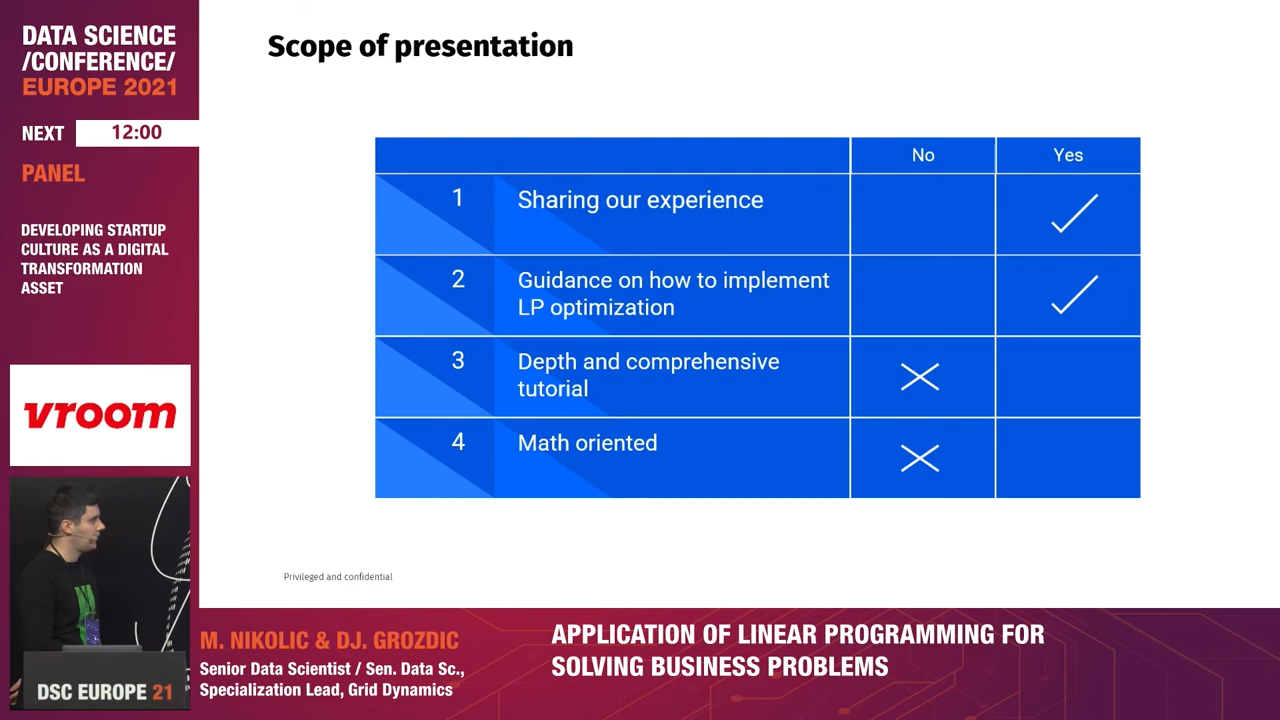 DATA SCIENCE
/CONFERENCE/
EUROPE 2021
NEXT 12:00
PANEL
DEVELOPING STARTUP
CULTURE AS A DIGITAL
TRANSFORMATION
ASSET
vroom
DSC EUROPE 21
Scope of presentation
No Yes
1 Sharing our experience
2 Guidance on how to implement
LP optimization
3 Depth and comprehensive
tutorial
4 Math oriented
Privileged and confidential
M. NIKOLIC & DJ. GROZDIC
Senior Data Scientist / Sen. Data Sc.,
Specialization Lead, Grid Dynamics
APPLICATION OF LINEAR PROGRAMMING FOR
SOLVING BUSINESS PROBLEMS